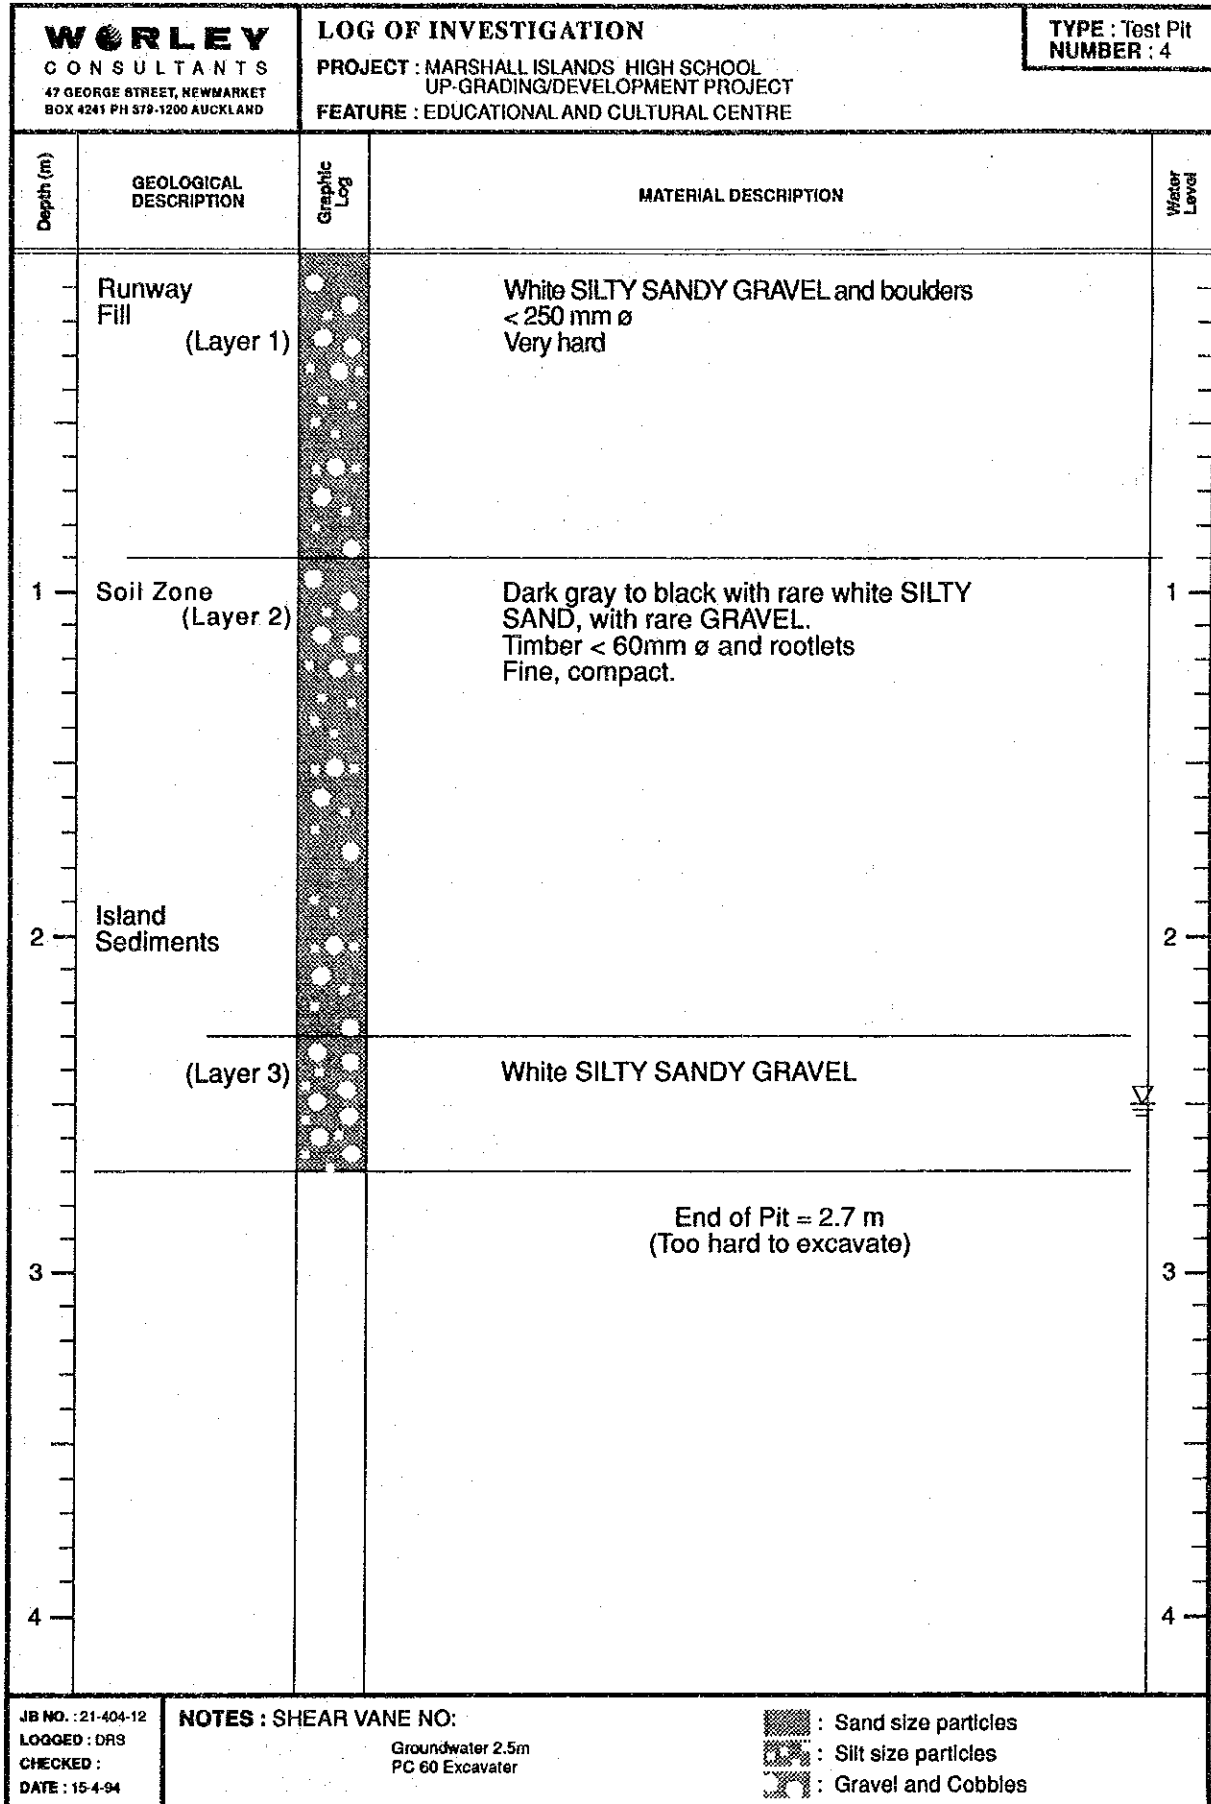 WORLEY
CONSULTANTS
47 GEORGE STREET, NEWMARKET
BOX 4241 PH 379-1200 AUCKLAND
LOG OF INVESTIGATION
PROJECT : MARSHALL ISLANDS HIGH SCHOOL
UP-GRADING/DEVELOPMENT PROJECT
FEATURE : EDUCATIONAL AND CULTURAL CENTRE
TYPE : Test Pit
NUMBER : 4
Depth (m)
GEOLOGICAL
DESCRIPTION
Graphic
Log
MATERIAL DESCRIPTION
Water
Level
Runway
Fill
(Layer 1)
White SILTY SANDY GRAVEL and boulders
< 250 mm ø
Very hard
1
Soil Zone
(Layer 2)
Dark gray to black with rare white SILTY
SAND, with rare GRAVEL.
Timber < 60mm ø and rootlets
Fine, compact.
1
Island
Sediments
2
2
(Layer 3)
White SILTY SANDY GRAVEL
End of Pit = 2.7 m
(Too hard to excavate)
3
3
4
4
JB NO. : 21-404-12
LOGGED : DRS
CHECKED :
DATE : 15-4-94
NOTES : SHEAR VANE NO:
Groundwater 2.5m
PC 60 Excavater
: Sand size particles
: Silt size particles
: Gravel and Cobbles